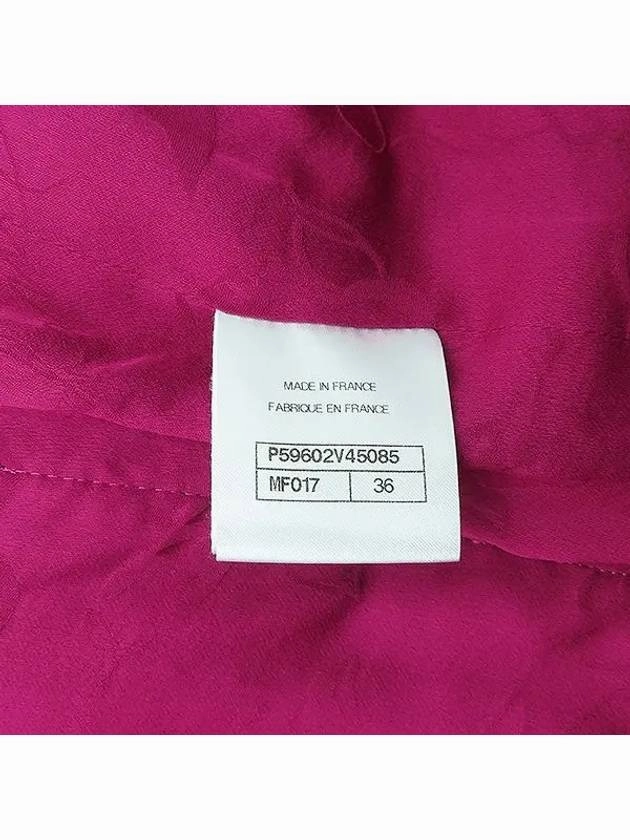 MADE IN FRANCE
FABRIQUE EN FRANCE
P59602V45085
MF017 36